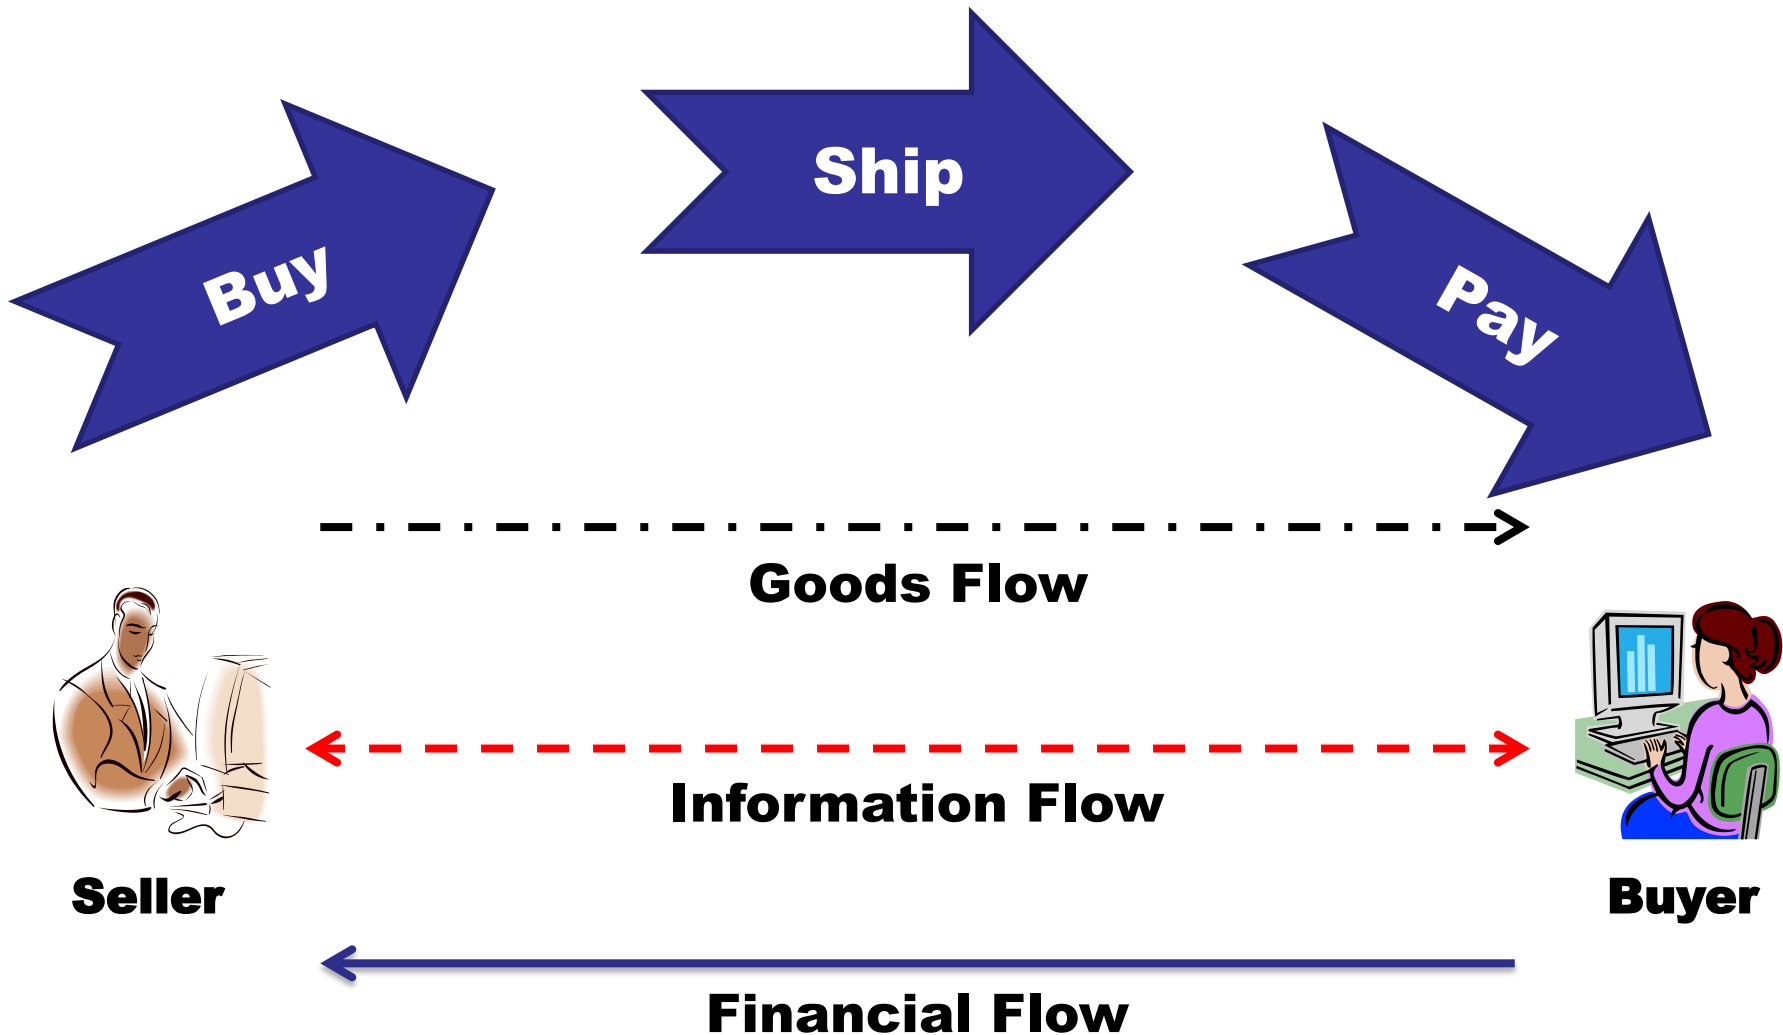 Buy
Ship
Pay
Goods Flow
Information Flow
Seller
Buyer
Financial Flow